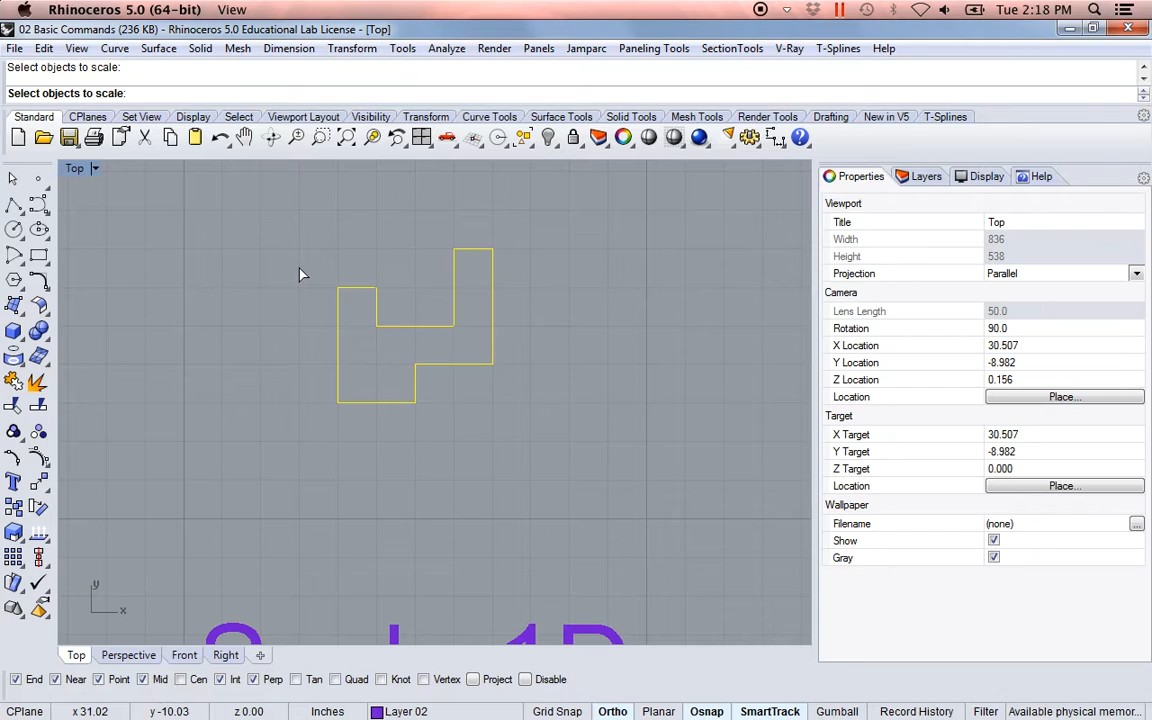 Rhinoceros 5.0 (64-bit) View Tue 2:18 PM
02 Basic Commands (236 KB) - Rhinoceros 5.0 Educational Lab License - [Top]
File Edit View Curve Surface Solid Mesh Dimension Transform Tools Analyze Render Panels Jamparc Paneling Tools SectionTools V-Ray T-Splines Help
Select objects to scale:
Select objects to scale:
Standard CPlanes Set View Display Select Viewport Layout Visibility Transform Curve Tools Surface Tools Solid Tools Mesh Tools Render Tools Drafting New in V5 T-Splines
Top
Properties Layers Display Help
Viewport
Title Top
Width 836
Height 538
Projection Parallel
Camera
Lens Length 50.0
Rotation 90.0
X Location 30.507
Y Location -8.982
Z Location 0.156
Location Place...
Target
X Target 30.507
Y Target -8.982
Z Target 0.000
Location Place...
Wallpaper
Filename (none) ...
Show
Gray
y
x
Top Perspective Front Right
End Near Point Mid Cen Int Perp Tan Quad Knot Vertex Project Disable
CPlane x 31.02 y -10.03 z 0.00 Inches Layer 02 Grid Snap Ortho Planar Osnap SmartTrack Gumball Record History Filter Available physical memor...